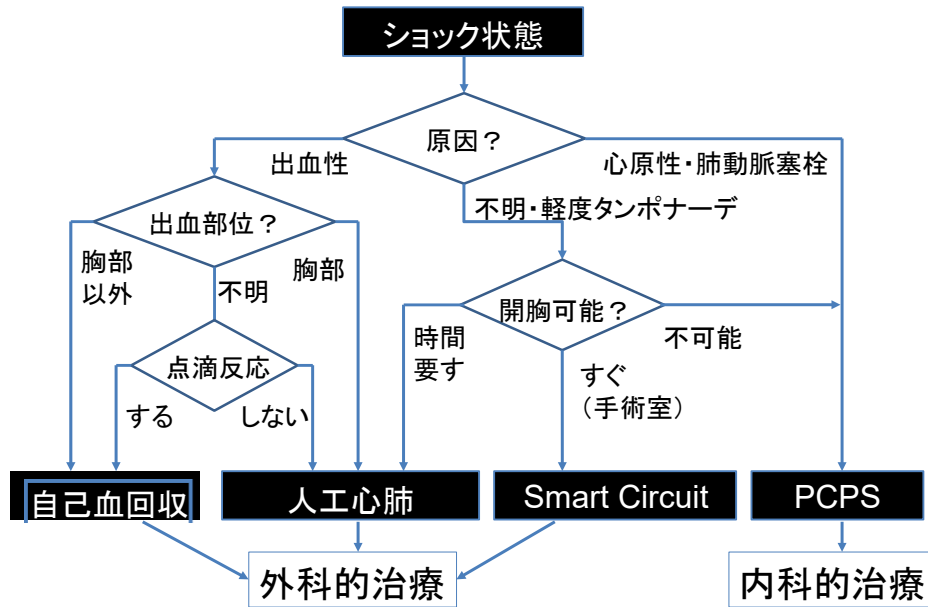 ショック状態
原因？
出血性
心原性・肺動脈塞栓
不明・軽度タンポナーデ
出血部位？
胸部
以外
不明
胸部
開胸可能？
時間
要す
不可能
すぐ
（手術室）
点滴反応
する
しない
自己血回収
人工心肺
Smart Circuit
PCPS
外科的治療
内科的治療